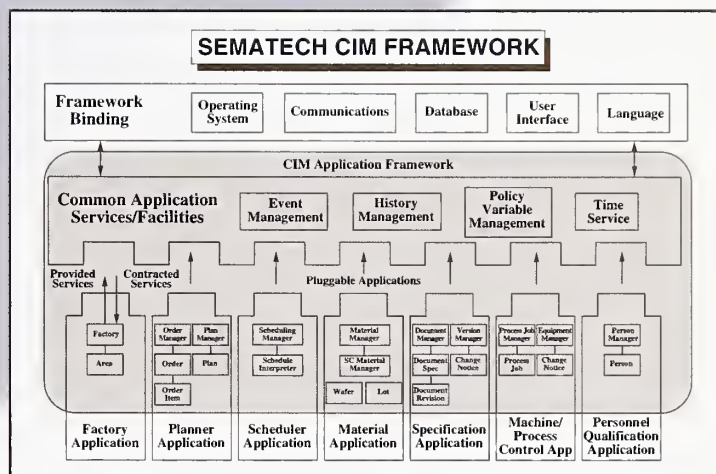 SEMATECH CIM FRAMEWORK
Framework
Binding
Operating
System
Communications
Database
User
Interface
Language
CIM Application Framework
Common Application
Services/Facilities
Event
Management
History
Management
Policy
Variable
Management
Time
Service
Provided
Services
Contracted
Services
Pluggable Applications
Factory
Area
Order
Manager
Plan
Manager
Order
Plan
Order
Item
Scheduling
Manager
Schedule
Interpreter
Material
Manager
SC Material
Manager
Wafer
Lot
Document
Manager
Version
Manager
Document
Spec
Change
Notice
Document
Revision
Process Job
Manager
Equipment
Manager
Process
Job
Change
Notice
Person
Manager
Person
Factory
Application
Planner
Application
Scheduler
Application
Material
Application
Specification
Application
Machine/
Process
Control App
Personnel
Qualification
Application